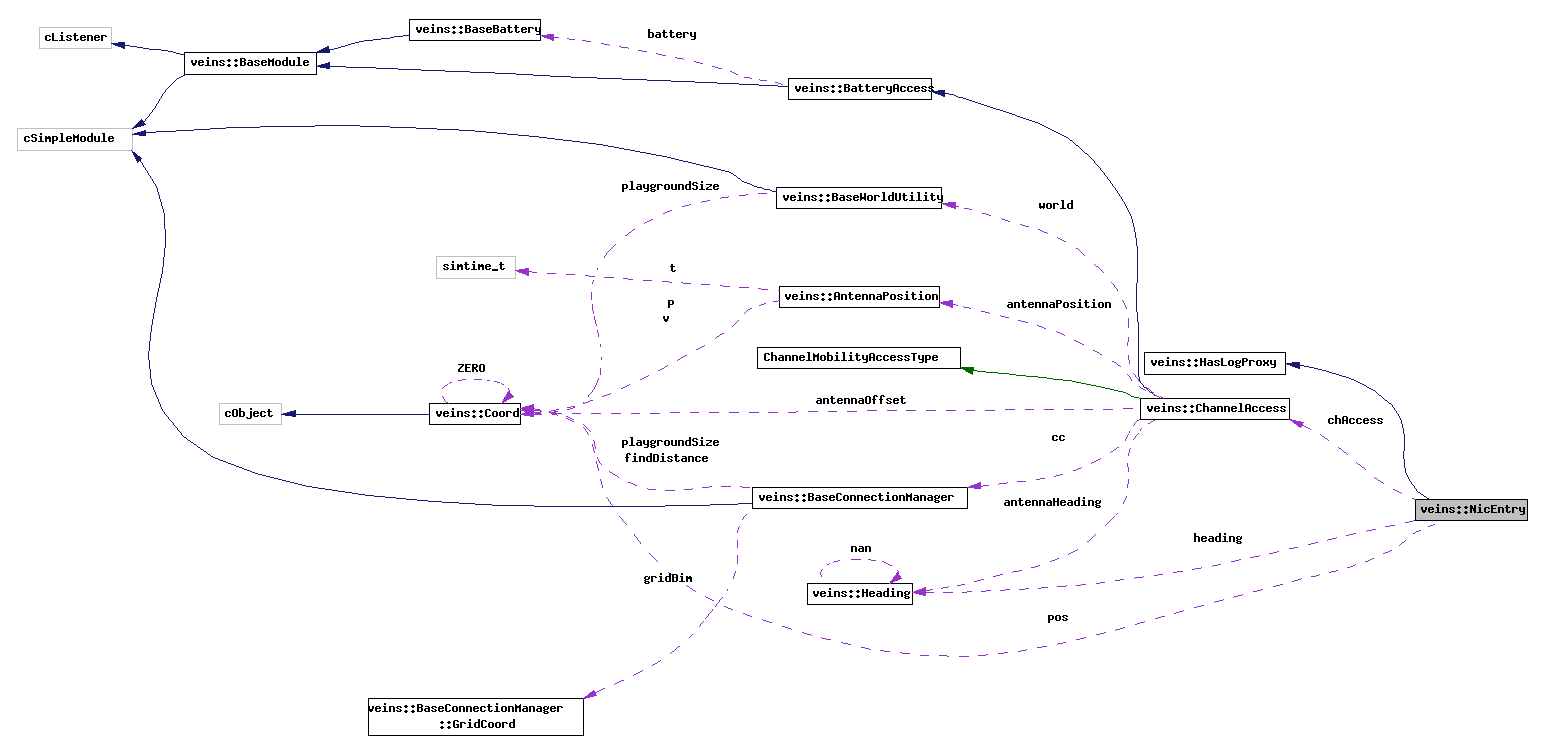 veins::BaseBattery
cListener
battery
veins::BaseModule
veins::BatteryAccess
cSimpleModule
playgroundSize
veins::BaseWorldUtility
world
simtime_t
t
veins::AntennaPosition
p
v
antennaPosition
ChannelMobilityAccessType
veins::HasLogProxy
ZERO
cObject
veins::Coord
antennaOffset
veins::ChannelAccess
chAccess
playgroundSize
findDistance
cc
veins::BaseConnectionManager
antennaHeading
veins::NicEntry
nan
heading
gridDim
veins::Heading
pos
veins::BaseConnectionManager
::GridCoord